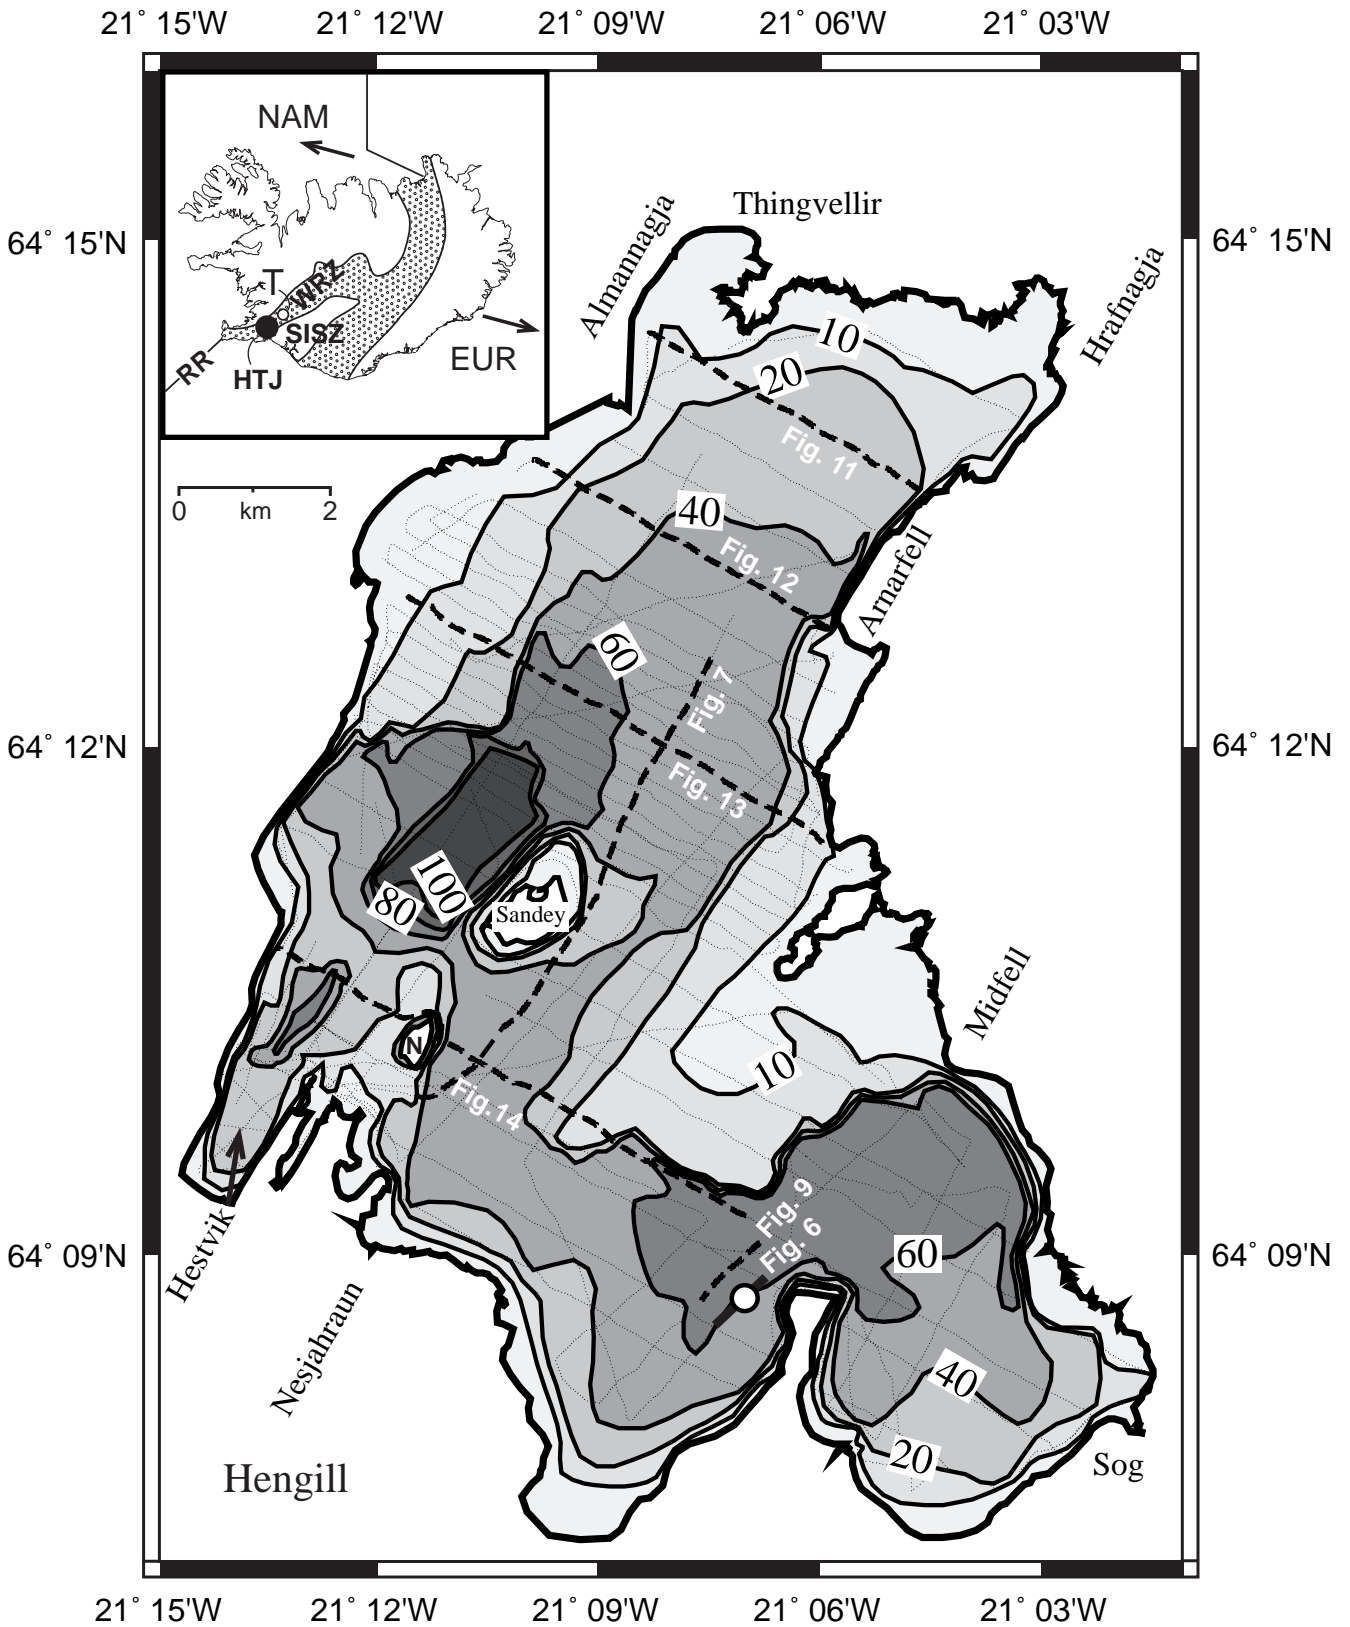 21° 15'W 21° 12'W 21° 09'W 21° 06'W 21° 03'W
NAM
T
WRZ
SISZ
RR
HTJ
EUR
Almannagja
Thingvellir
Hrafnagja
64° 15'N
64° 15'N
10
20
Fig. 11
0 km 2
40
Fig. 12
Arnarfell
60
Fig. 7
64° 12'N
64° 12'N
Fig. 13
100
80
Sandey
Midfell
N
10
Fig.14
Fig. 9
Fig. 6
Hestvik
64° 09'N
60
64° 09'N
Nesjahraun
40
20
Sog
Hengill
21° 15'W 21° 12'W 21° 09'W 21° 06'W 21° 03'W